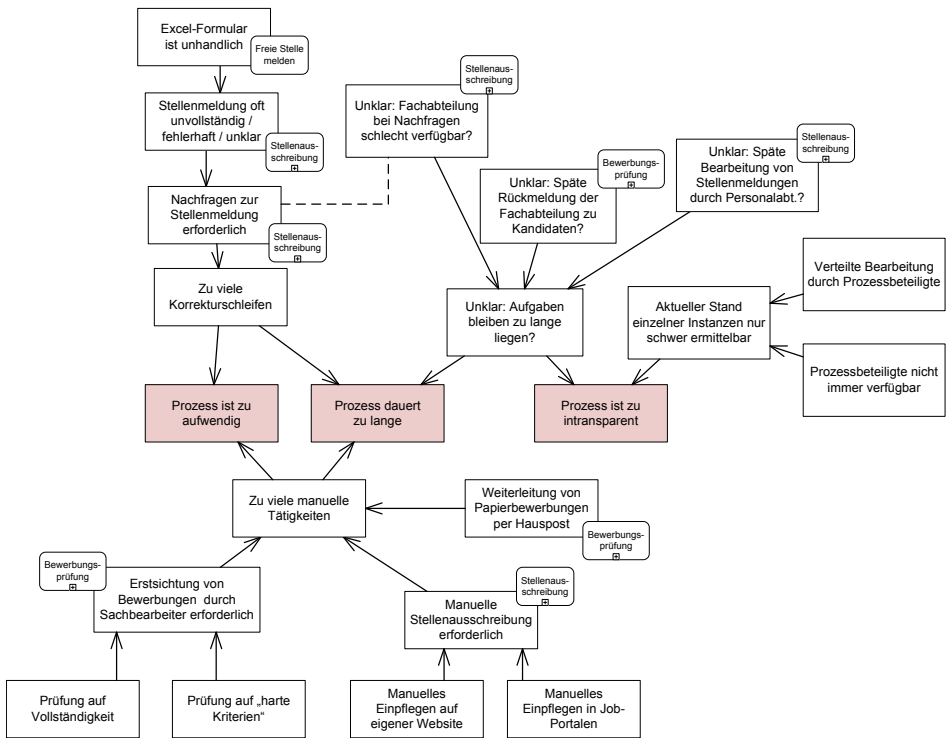 Excel-Formular
ist unhandlich
Freie Stelle
melden
Stellenmeldung oft
unvollständig /
fehlerhaft / unklar
Stellenaus-
schreibung
Nachfragen zur
Stellenmeldung
erforderlich
Stellenaus-
schreibung
Zu viele
Korrekturschleifen
Unklar: Fachabteilung
bei Nachfragen
schlecht verfügbar?
Stellenaus-
schreibung
Unklar: Späte
Rückmeldung der
Fachabteilung zu
Kandidaten?
Bewerbungs-
prüfung
Unklar: Späte
Bearbeitung von
Stellenmeldungen
durch Personalabt.?
Stellenaus-
schreibung
Unklar: Aufgaben
bleiben zu lange
liegen?
Aktueller Stand
einzelner Instanzen nur
schwer ermittelbar
Verteilte Bearbeitung
durch Prozessbeteiligte
Prozessbeteiligte nicht
immer verfügbar
Prozess ist zu
aufwendig
Prozess dauert
zu lange
Prozess ist zu
intransparent
Zu viele manuelle
Tätigkeiten
Weiterleitung von
Papierbewerbungen
per Hauspost
Bewerbungs-
prüfung
Bewerbungs-
prüfung
Erstsichtung von
Bewerbungen durch
Sachbearbeiter erforderlich
Stellenaus-
schreibung
Manuelle
Stellenausschreibung
erforderlich
Prüfung auf
Vollständigkeit
Prüfung auf „harte
Kriterien“
Manuelles
Einpflegen auf
eigener Website
Manuelles
Einpflegen in Job-
Portalen